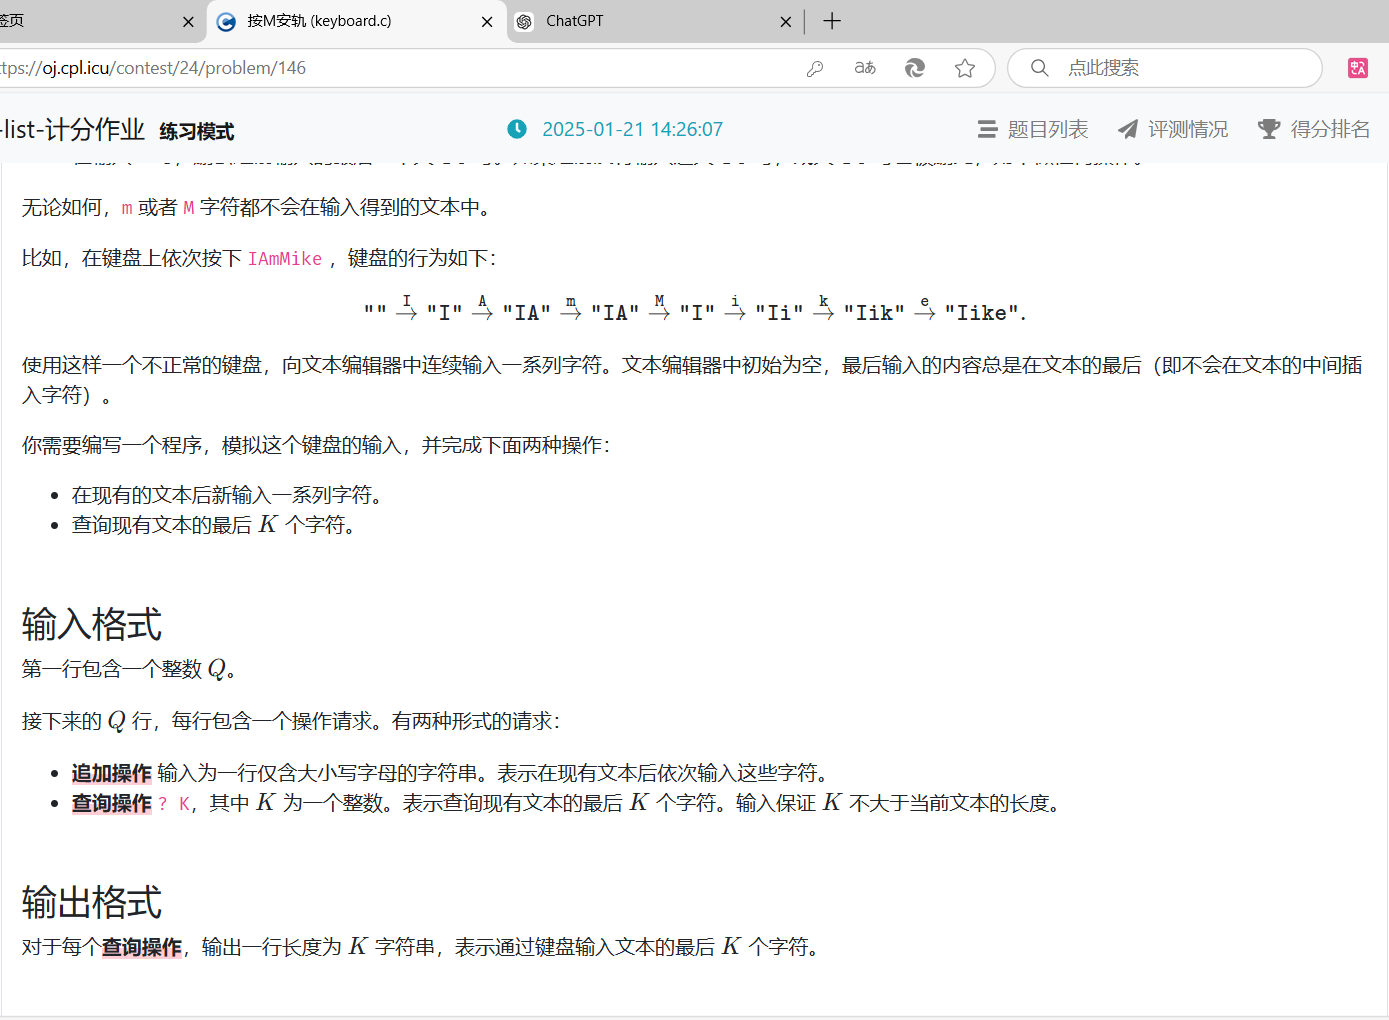 签页
按M安轨 (keyboard.c)
ChatGPT
ttps://oj.cpl.icu/contest/24/problem/146
点此搜索
-list-计分作业 练习模式
2025-01-21 14:26:07
题目列表
评测情况
得分排名
无论如何，m 或者 M 字符都不会在输入得到的文本中。
比如，在键盘上依次按下 IAmMike ，键盘的行为如下：
"" I→ "I" A→ "IA" m→ "IA" M→ "I" i→ "Ii" k→ "Iik" e→ "Iike".
使用这样一个不正常的键盘，向文本编辑器中连续输入一系列字符。文本编辑器中初始为空，最后输入的内容总是在文本的最后（即不会在文本的中间插
入字符）。
你需要编写一个程序，模拟这个键盘的输入，并完成下面两种操作：
在现有的文本后新输入一系列字符。
查询现有文本的最后 K 个字符。
输入格式
第一行包含一个整数 Q。
接下来的 Q 行，每行包含一个操作请求。有两种形式的请求：
追加操作 输入为一行仅含大小写字母的字符串。表示在现有文本后依次输入这些字符。
查询操作 ? K，其中 K 为一个整数。表示查询现有文本的最后 K 个字符。输入保证 K 不大于当前文本的长度。
输出格式
对于每个查询操作，输出一行长度为 K 字符串，表示通过键盘输入文本的最后 K 个字符。